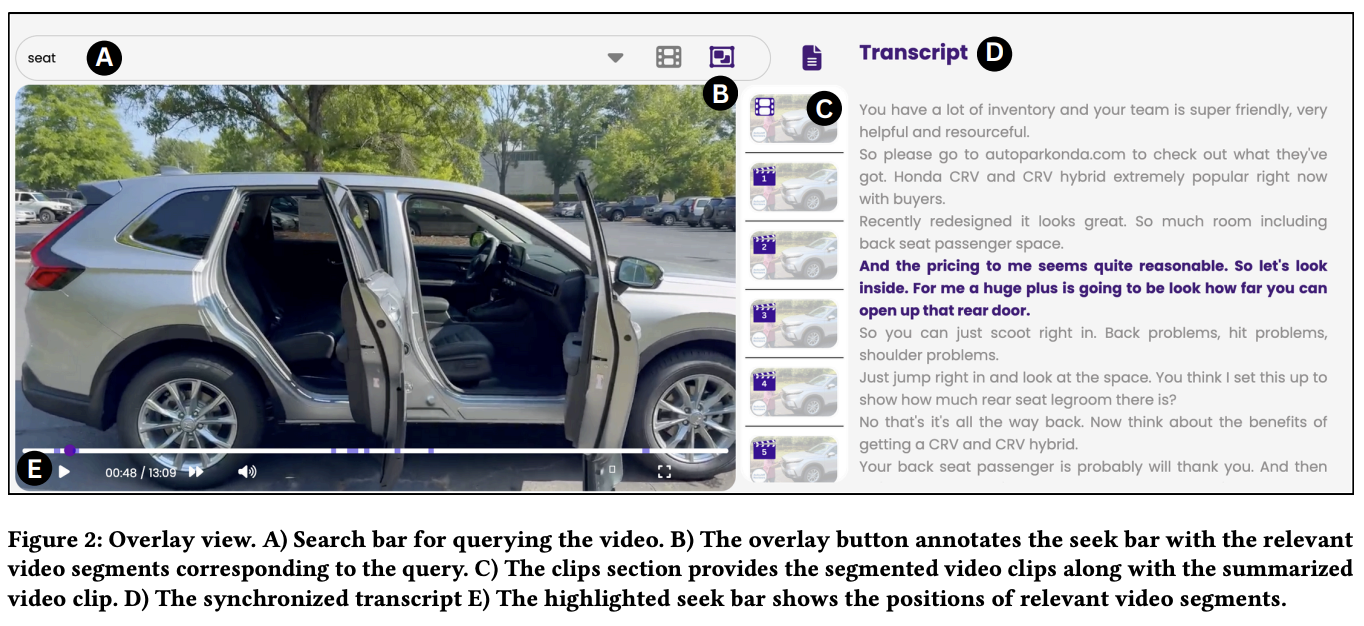 seat
A
B
C
1
2
3
4
5
E
00:48 / 13:09
Transcript D
You have a lot of inventory and your team is super friendly, very
helpful and resourceful.
So please go to autoparkonda.com to check out what they've
got. Honda CRV and CRV hybrid extremely popular right now
with buyers.
Recently redesigned it looks great. So much room including
back seat passenger space.
And the pricing to me seems quite reasonable. So let's look
inside. For me a huge plus is going to be look how far you can
open up that rear door.
So you can just scoot right in. Back problems, hit problems,
shoulder problems.
Just jump right in and look at the space. You think I set this up to
show how much rear seat legroom there is?
No that's it's all the way back. Now think about the benefits of
getting a CRV and CRV hybrid.
Your back seat passenger is probably will thank you. And then
Figure 2: Overlay view. A) Search bar for querying the video. B) The overlay button annotates the seek bar with the relevant
video segments corresponding to the query. C) The clips section provides the segmented video clips along with the summarized
video clip. D) The synchronized transcript E) The highlighted seek bar shows the positions of relevant video segments.